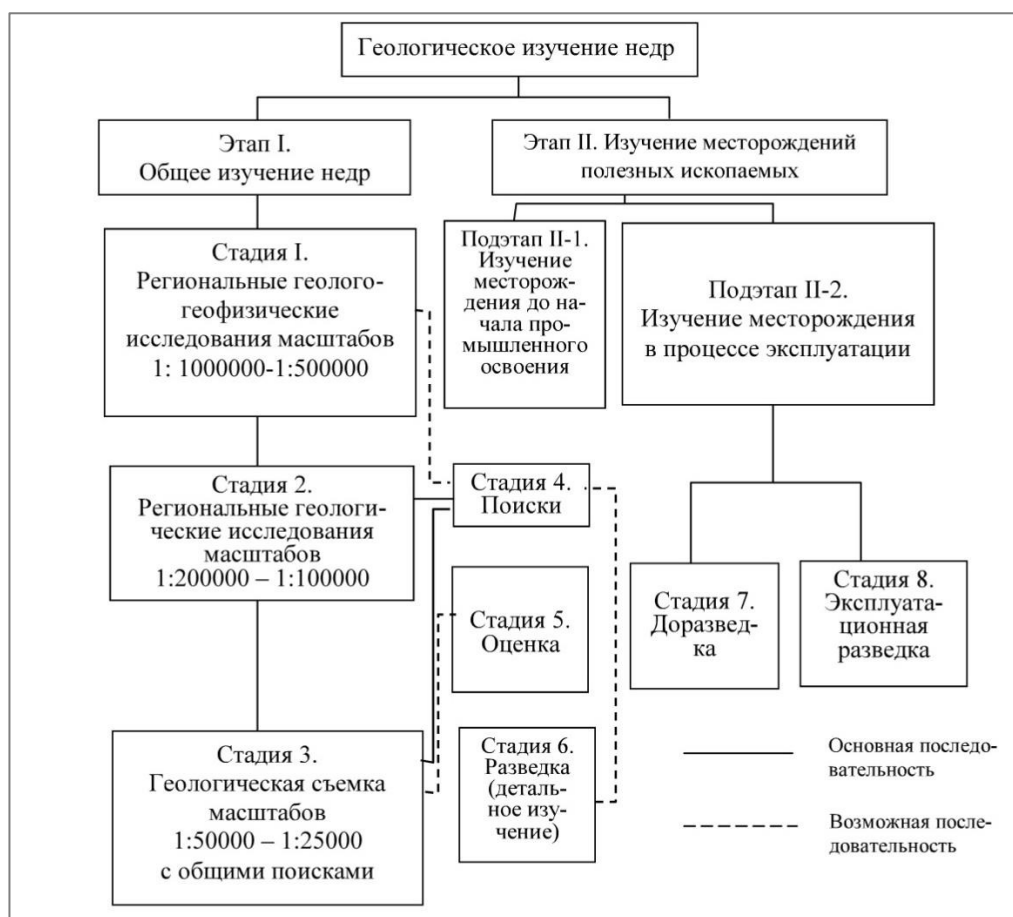 Геологическое изучение недр
Этап I.
Общее изучение недр
Этап II. Изучение месторождений
полезных ископаемых
Стадия I.
Региональные геолого-
геофизические
исследования масштабов
1: 1000000-1:500000
Подэтап II-1.
Изучение
месторож-
дения до на-
чала про-
мышленного
освоения
Подэтап II-2.
Изучение месторождения
в процессе эксплуатации
Стадия 2.
Региональные геологи-
ческие исследования
масштабов
1:200000 – 1:100000
Стадия 4.
Поиски
Стадия 5.
Оценка
Стадия 7.
Доразвед-
ка
Стадия 8.
Эксплуата-
ационная
разведка
Стадия 3.
Геологическая съемка
масштабов
1:50000 – 1:25000
с общими поисками
Стадия 6.
Разведка
(деталь-
ное изу-
чение)
Основная последо-
вательность
Возможная после-
довательность